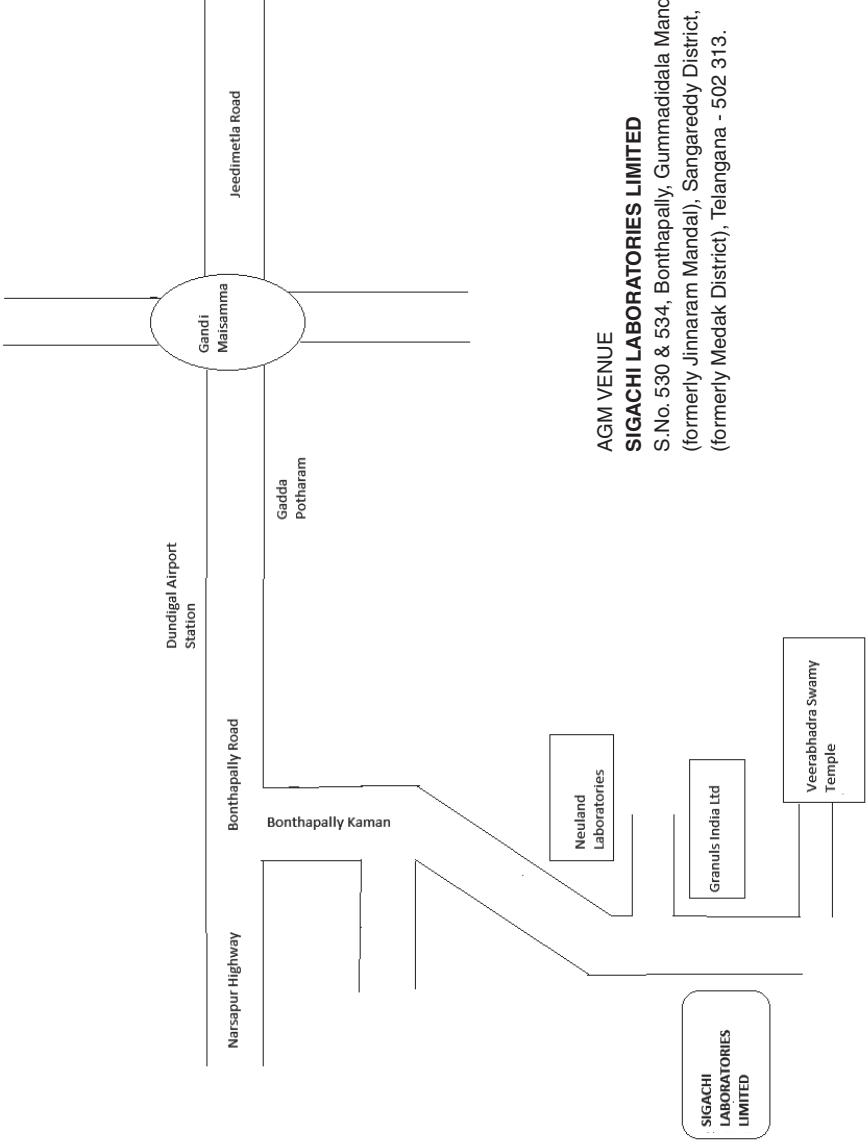 Dundigal Airport
Station
Narsapur Highway
Bonthapally Road
Gandi
Maisamma
Jeedimetla Road
Gadda
Potharam
Bonthapally Kaman
Neuland
Laboratories
Granuls India Ltd
SIGACHI
LABORATORIES
LIMITED
Veerabhadra Swamy
Temple
AGM VENUE
SIGACHI LABORATORIES LIMITED
S.No. 530 & 534, Bonthapally, Gummadidala
(formerly Jinnaram Mandal), Sangareddy District,
(formerly Medak District), Telangana - 502 313.